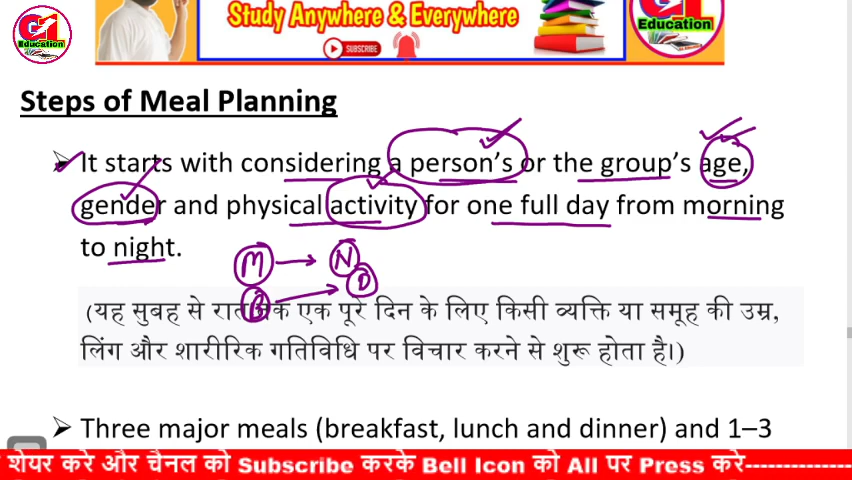 G1
Education
Study Anywhere & Everywhere
SUBSCRIBE
Education
Steps of Meal Planning
➢ It starts with considering a person's or the group's age,
gender and physical activity for one full day from morning
to night.
M → N
B → D
(यह सुबह से रात तक एक पूरे दिन के लिए किसी व्यक्ति या समूह की उम्र,
लिंग और शारीरिक गतिविधि पर विचार करने से शुरू होता है।)
➢ Three major meals (breakfast, lunch and dinner) and 1–3
शेयर करे और चैनल को Subscribe करके Bell Icon को All पर Press करे--------------